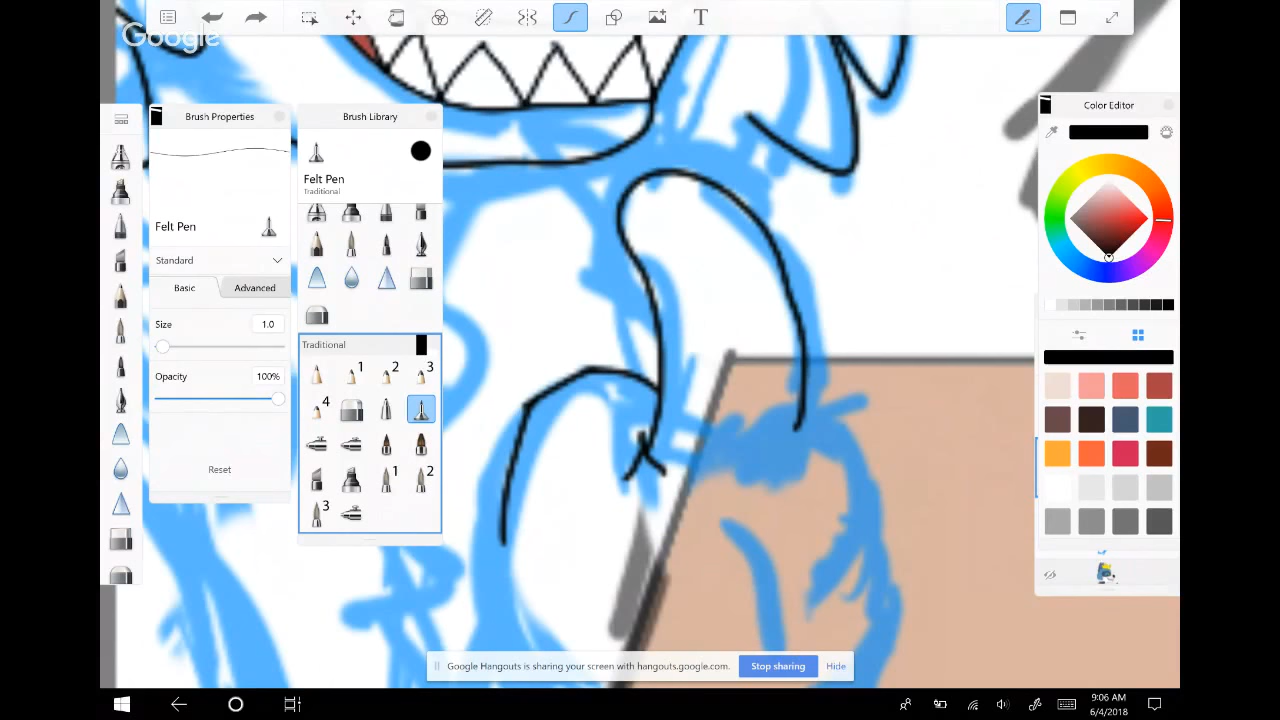 T
Google
Brush Properties
Felt Pen
Standard
Basic
Advanced
Size
1.0
Opacity
100%
Reset
Brush Library
Felt Pen
Traditional
Traditional
1
2
3
4
1
2
3
Color Editor
Google Hangouts is sharing your screen with hangouts.google.com.
Stop sharing
Hide
9:06 AM
6/4/2018